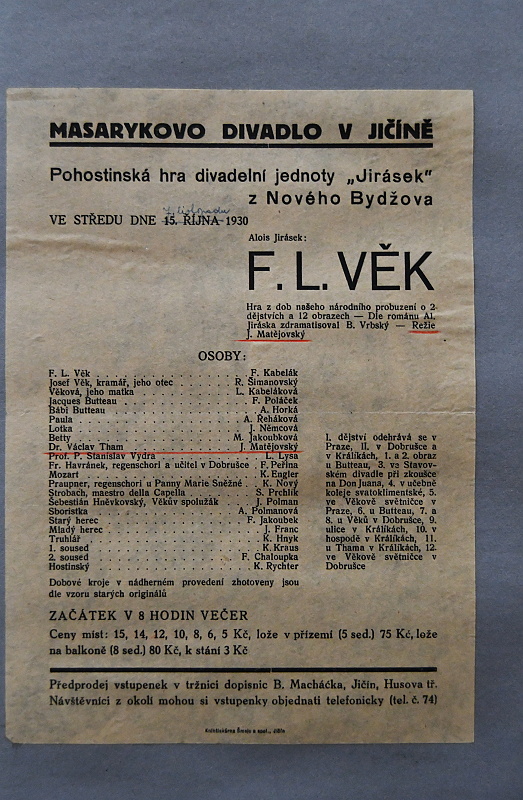 MASARYKOVO DIVADLO V JIČÍNĚ
Pohostinská hra divadelní jednoty „Jirásek"
z Nového Bydžova
listopadu
VE STŘEDU DNE 15. ŘÍJNA 1930
Alois Jirásek:
F. L. VĚK
Hra z dob našeho národního probuzení o 2
dějstvích a 12 obrazech — Dle románu Al.
Jiráska zdramatisoval B. Vrbský — Režie
J. Matějovský
OSOBY:
F. L. Věk . . . . . . . . . . . . . F. Kabelák
Josef Věk, kramář, jeho otec . . . . . . R. Šimanovský
Věková, jeho matka . . . . . . . . . L. Kabeláková
Jacques Butteau . . . . . . . . . . . F. Poláček
Bábi Butteau . . . . . . . . . . . . A. Horká
Paula . . . . . . . . . . . . . . A. Řeháková
Lotka . . . . . . . . . . . . . . J. Němcová
Betty . . . . . . . . . . . . . . M. Jakoubková
Dr. Václav Tham . . . . . . . . . . J. Matějovský
Prof. P. Stanislav Vydra . . . . . . . . L. Lysa
Fr. Havránek, regenschori a učitel v Dobrušce . F. Peřina
Mozart . . . . . . . . . . . . . K. Engler
Praupner, regenschori u Panny Marie Sněžné . K. Nový
Strobach, maestro della Capella . . . . . S. Prchlík
Šebestián Hněvkovský, Věkův spolužák . . J. Polman
Sboristka . . . . . . . . . . . . A. Polmanová
Starý herec . . . . . . . . . . . F. Jakoubek
Mladý herec . . . . . . . . . . . J. Franc
Truhlář . . . . . . . . . . . . . K. Hnyk
1. soused . . . . . . . . . . . . K. Kraus
2. soused . . . . . . . . . . . . F. Chaloupka
Hostinský . . . . . . . . . . . . K. Rychter
I. dějství odehrává se v
Praze, II. v Dobrušce a
v Králíkách, 1. a 2. obraz
u Butteau, 3. va Stavov-
ském divadle při zkoušce
na Don Juana, 4. v učebně
koleje svatoklimentské, 5.
ve Věkově světničce v
Praze, 6. u Butteau, 7. a
8. u Věků v Dobrušce, 9.
ulice v Králíkách, 10. v
hospodě v Králíkách, 11.
u Thama v Králíkách, 12.
ve Věkově světničce v
Dobrušce
Dobové kroje v nádherném provedení zhotoveny jsou
dle vzoru starých originálů
ZAČÁTEK V 8 HODIN VEČER
Ceny míst: 15, 14, 12, 10, 8, 6, 5 Kč, lože v přízemí (5 sed.) 75 Kč, lože
na balkoně (8 sed.) 80 Kč, k stání 3 Kč
Předprodej vstupenek v tržnici dopisnic B. Macháčka, Jičín, Husova tř.
Návštěvníci z okolí mohou si vstupenky objednati telefonicky (tel. č. 74)
Knihtiskárna a spol., Jičín